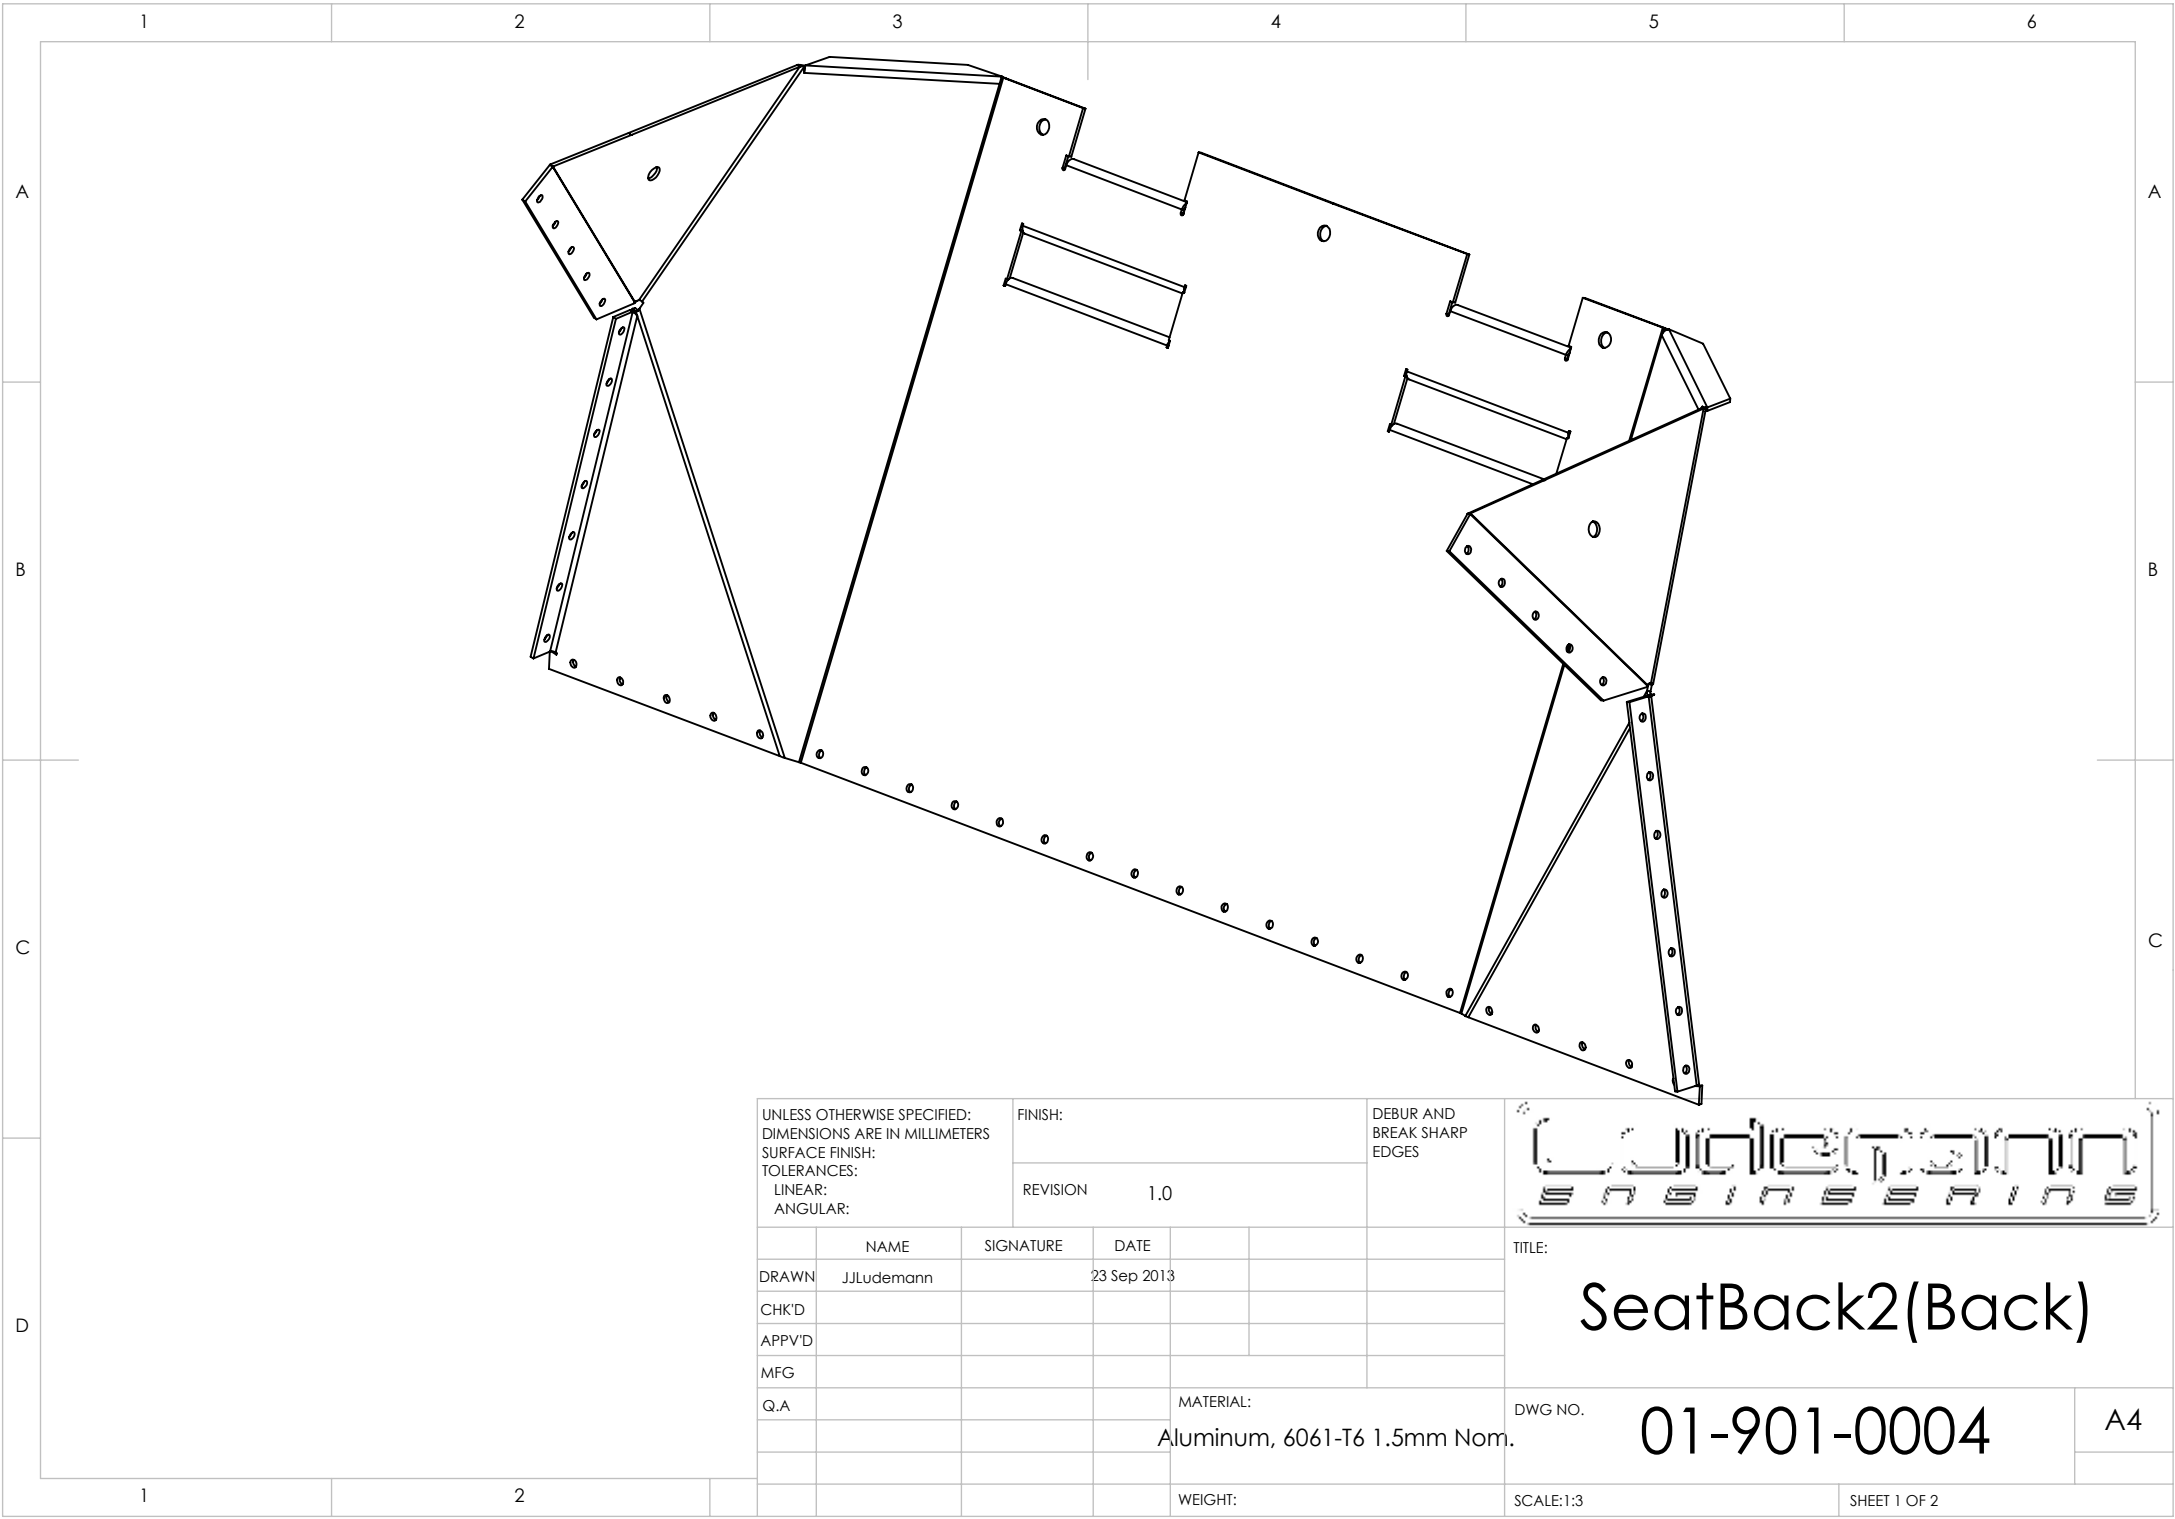 1 2 3 4 5 6
A A
B B
C C
D
UNLESS OTHERWISE SPECIFIED:
DIMENSIONS ARE IN MILLIMETERS
SURFACE FINISH:
TOLERANCES:
LINEAR:
ANGULAR:
FINISH:
REVISION 1.0
DEBUR AND
BREAK SHARP
EDGES
Ludemann
ENGINEERING
NAME SIGNATURE DATE
DRAWN JJLudemann 23 Sep 2013
CHK'D
APPV'D
MFG
Q.A
MATERIAL:
Aluminum, 6061-T6 1.5mm Nom.
WEIGHT:
TITLE:
SeatBack2(Back)
DWG NO. 01-901-0004 A4
SCALE:1:3 SHEET 1 OF 2
1 2